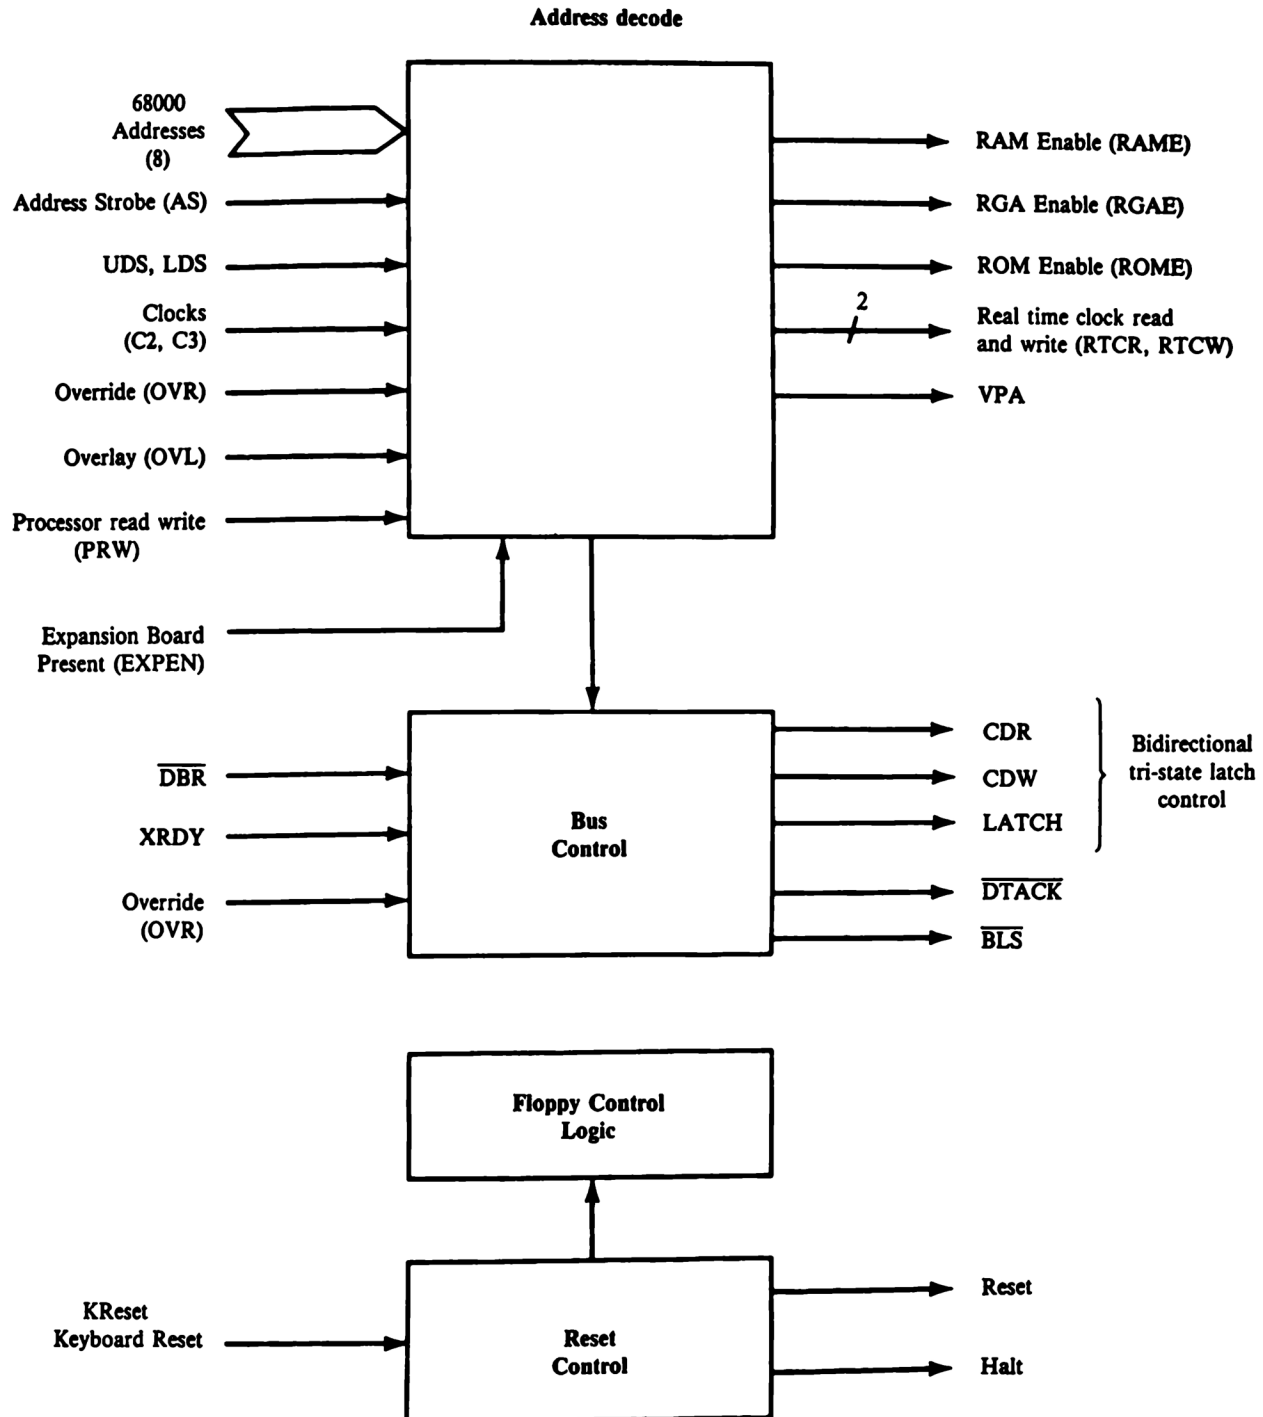 Address decode
68000
Addresses
(8)
Address Strobe (AS)
UDS, LDS
Clocks
(C2, C3)
Override (OVR)
Overlay (OVL)
Processor read write
(PRW)
Expansion Board
Present (EXPEN)
RAM Enable (RAME)
RGA Enable (RGAE)
ROM Enable (ROME)
2
Real time clock read
and write (RTCR, RTCW)
VPA
DBR
XRDY
Override
(OVR)
Bus
Control
CDR
CDW
LATCH
DTACK
BLS
Bidirectional
tri-state latch
control
Floppy Control
Logic
KReset
Keyboard Reset
Reset
Control
Reset
Halt